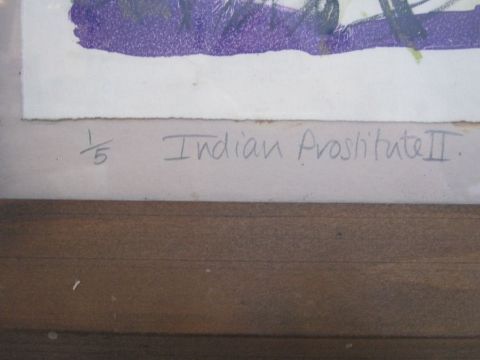 1/5 Indian Prostitute II.